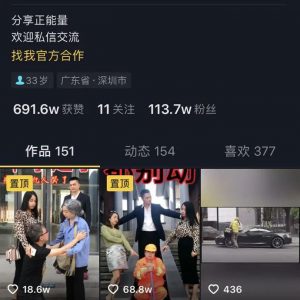 分享正能量
欢迎私信交流
找我官方合作
33岁 广东省·深圳市
691.6w 获赞 11 关注 113.7w 粉丝
作品 151 动态 154 喜欢 377
置顶 置顶
18.6w 68.8w 436